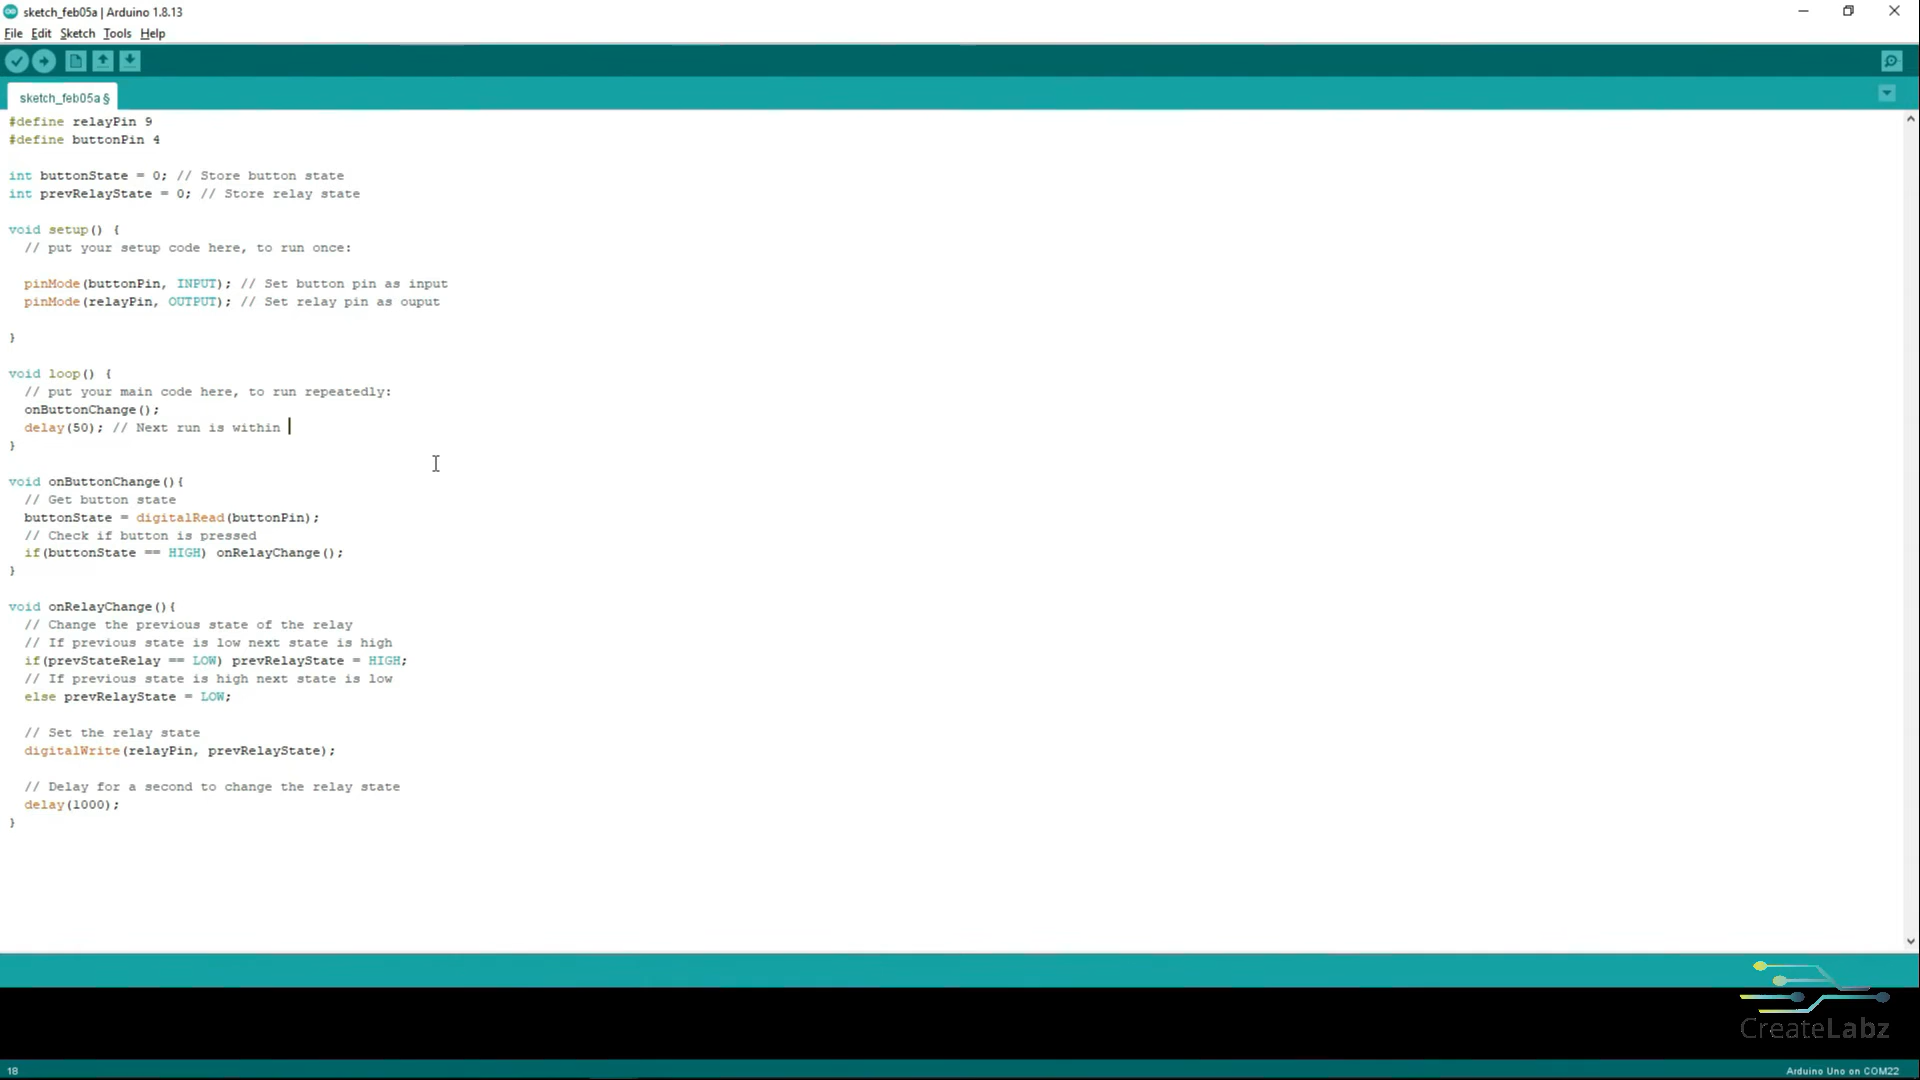 sketch_feb05a | Arduino 1.8.13
File Edit Sketch Tools Help
sketch_feb05a §
#define relayPin 9
#define buttonPin 4
int buttonState = 0; // Store button state
int prevRelayState = 0; // Store relay state
void setup() {
// put your setup code here, to run once:
pinMode(buttonPin, INPUT); // Set button pin as input
pinMode(relayPin, OUTPUT); // Set relay pin as ouput
}
void loop() {
// put your main code here, to run repeatedly:
onButtonChange();
delay(50); // Next run is within
}
void onButtonChange(){
// Get button state
buttonState = digitalRead(buttonPin);
// Check if button is pressed
if(buttonState == HIGH) onRelayChange();
}
void onRelayChange(){
// Change the previous state of the relay
// If previous state is low next state is high
if(prevStateRelay == LOW) prevRelayState = HIGH;
// If previous state is high next state is low
else prevRelayState = LOW;
// Set the relay state
digitalWrite(relayPin, prevRelayState);
// Delay for a second to change the relay state
delay(1000);
}
CreateLabz
18
Arduino Uno on COM22